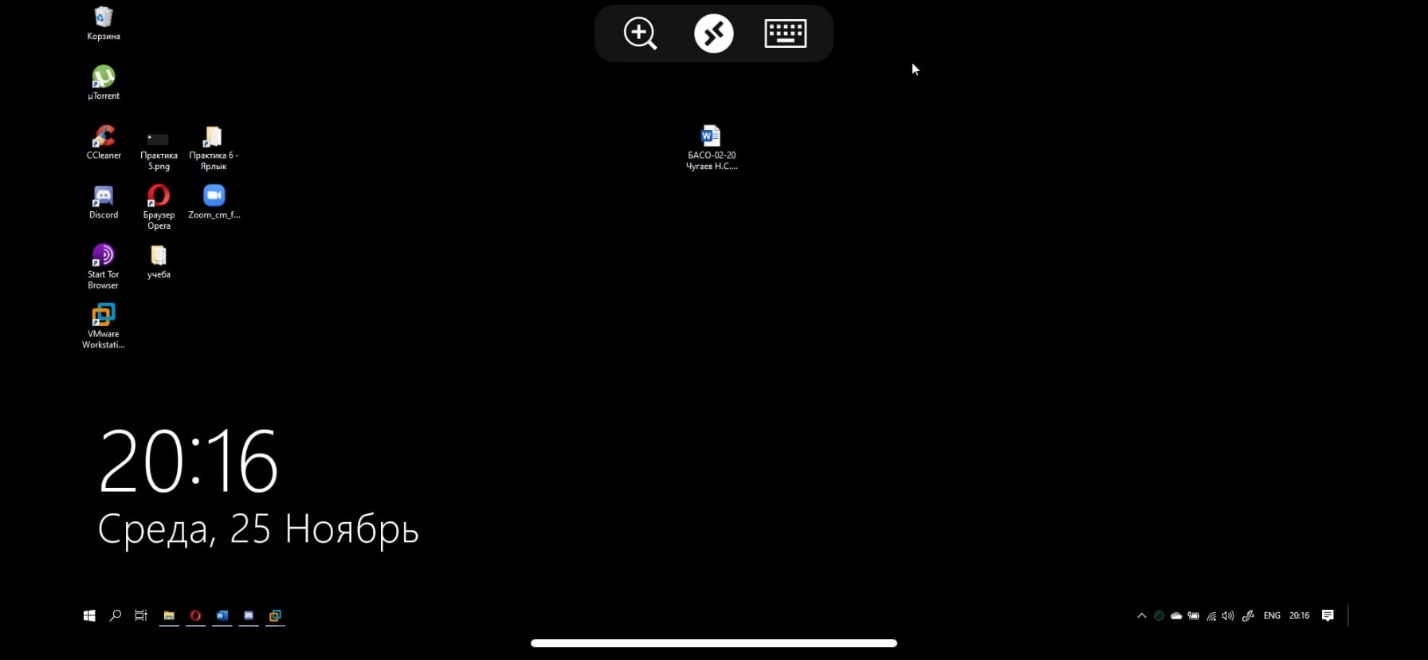 Корзина
µTorrent
CCleaner
Практика
5.png
Практика 6 -
Ярлык
Discord
Браузер
Opera
Zoom_cm_f...
Start Tor
Browser
учеба
VMware
Workstati...
БАСО-02-20
Чугаев Н.С....
20:16
Среда, 25 Ноябрь
ENG
20:16